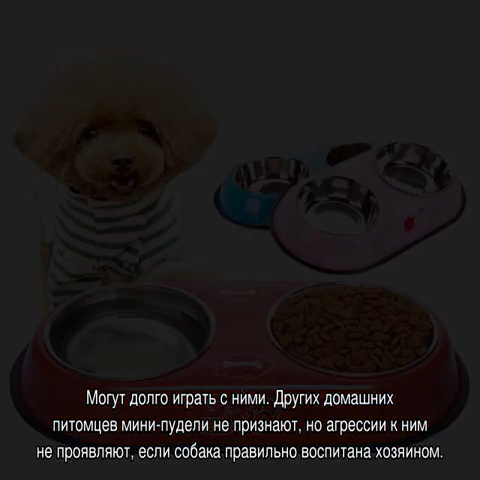 Могут долго играть с ними. Других домашних
питомцев мини-пудели не признают, но агрессии к ним
не проявляют, если собака правильно воспитана хозяином.